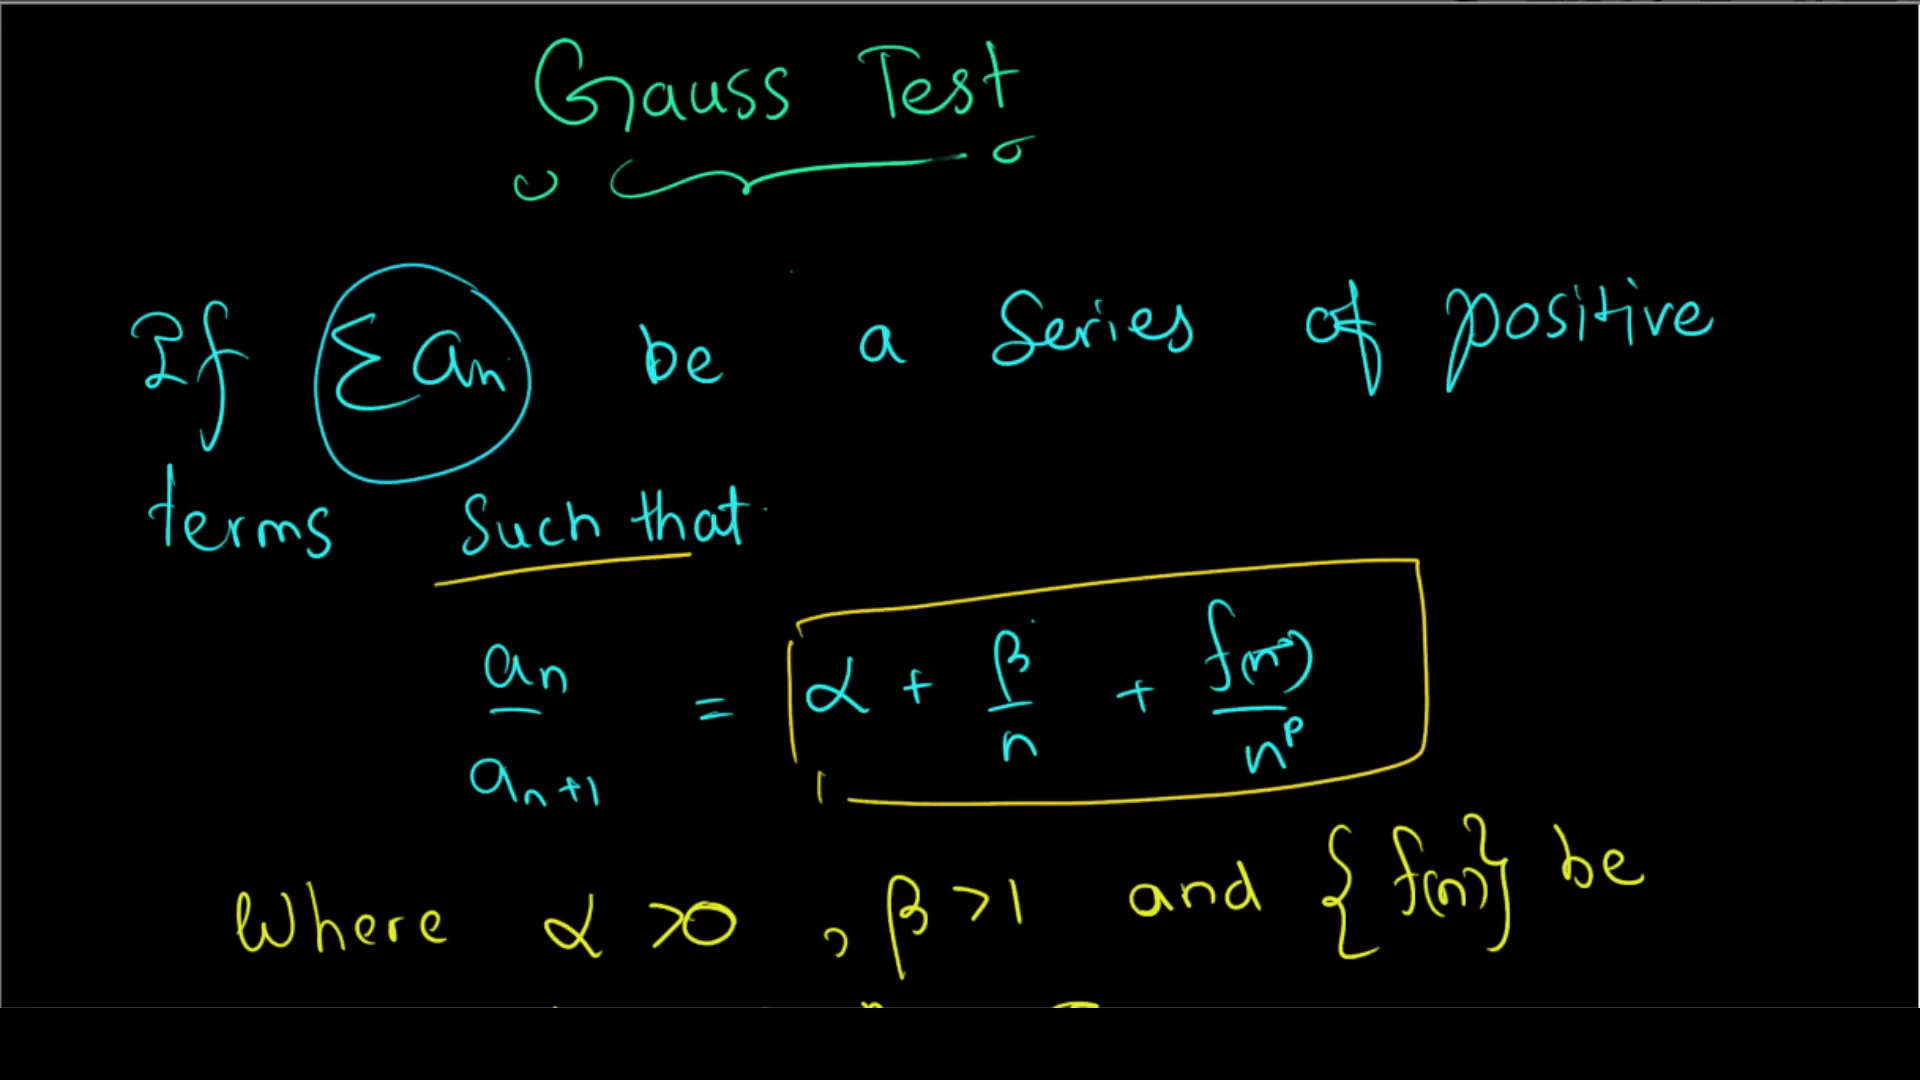 Gauss Test
If Σan be a Series of positive
terms Such that
an / an+1 = α + β/n + f(n)/n^p
Where α >0 , β >1 and {f(n)} be